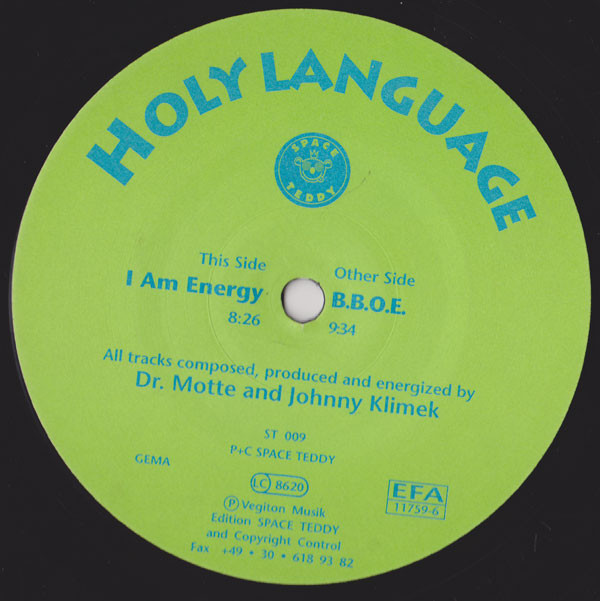 HOLY LANGUAGE
SPACE
TEDDY
This Side
I Am Energy
8:26
Other Side
B.B.O.E.
9:34
All tracks composed, produced and energized by
Dr. Motte and Johnny Klimek
ST 009
P+C SPACE TEDDY
GEMA
LC 8620
EFA
11759-6
Ⓟ Vegiton Musik
Edition SPACE TEDDY
and Copyright Control
Fax +49 • 30 • 618 93 82